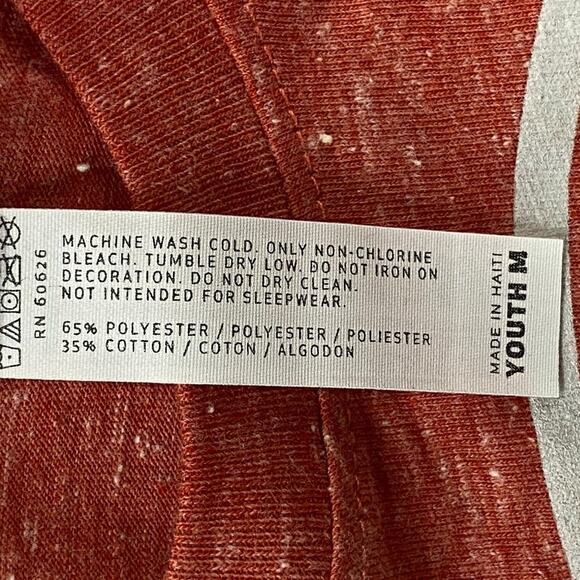 RN 60626
MACHINE WASH COLD. ONLY NON-CHLORINE
BLEACH. TUMBLE DRY LOW. DO NOT IRON ON
DECORATION. DO NOT DRY CLEAN.
NOT INTENDED FOR SLEEPWEAR.
65% POLYESTER / POLYESTER / POLIESTER
35% COTTON / COTON / ALGODON
MADE IN HAITI
YOUTH M